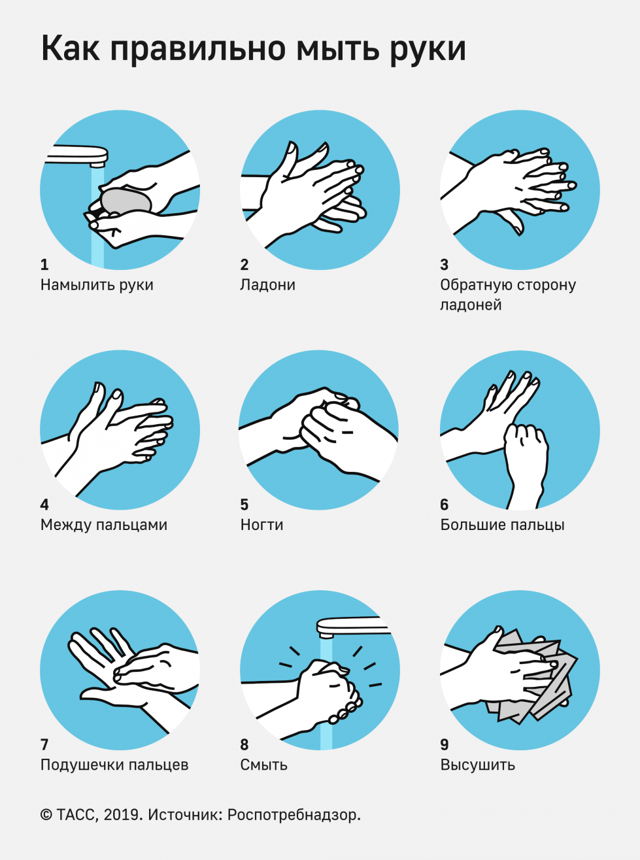 Как правильно мыть руки
1
Намылить руки
2
Ладони
3
Обратную сторону
ладоней
4
Между пальцами
5
Ногти
6
Большие пальцы
7
Подушечки пальцев
8
Смыть
9
Высушить
© ТАСС, 2019. Источник: Роспотребнадзор.